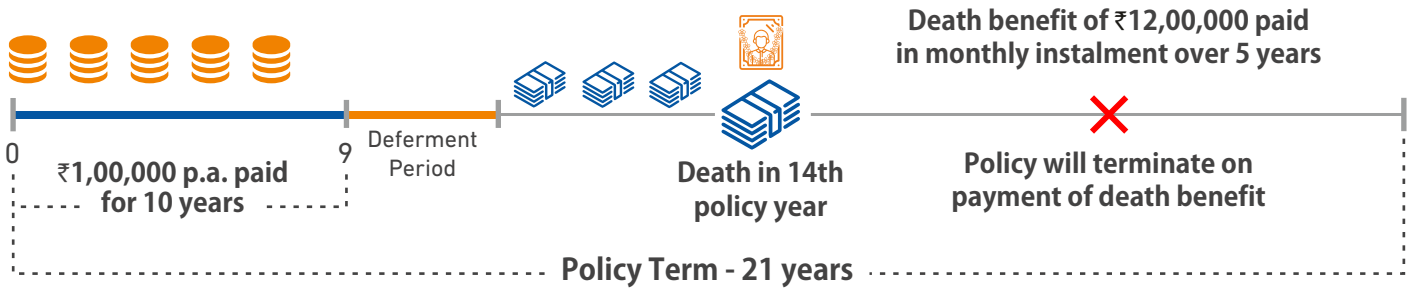 Death benefit of ₹12,00,000 paid
in monthly instalment over 5 years
0
9
Deferment
Period
₹1,00,000 p.a. paid
for 10 years
Death in 14th
policy year
Policy will terminate on
payment of death benefit
Policy Term - 21 years